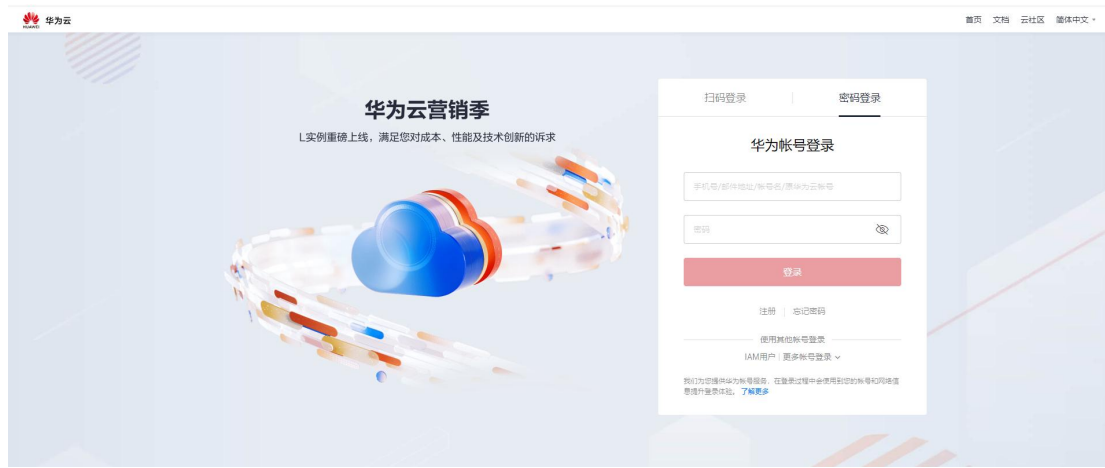 HUAWEI
华为云
首页 文档 云社区 简体中文
华为云营销季
L实例重磅上线，满足您对成本、性能及技术创新的诉求
扫码登录 | 密码登录
华为帐号登录
手机号/邮件地址/帐号名/原华为云帐号
密码
登录
注册 | 忘记密码
使用其他帐号登录
IAM用户 | 更多帐号登录
我们为您提供华为帐号服务，在登录过程中会使用到您的帐号和网络信
息提升登录体验。 了解更多